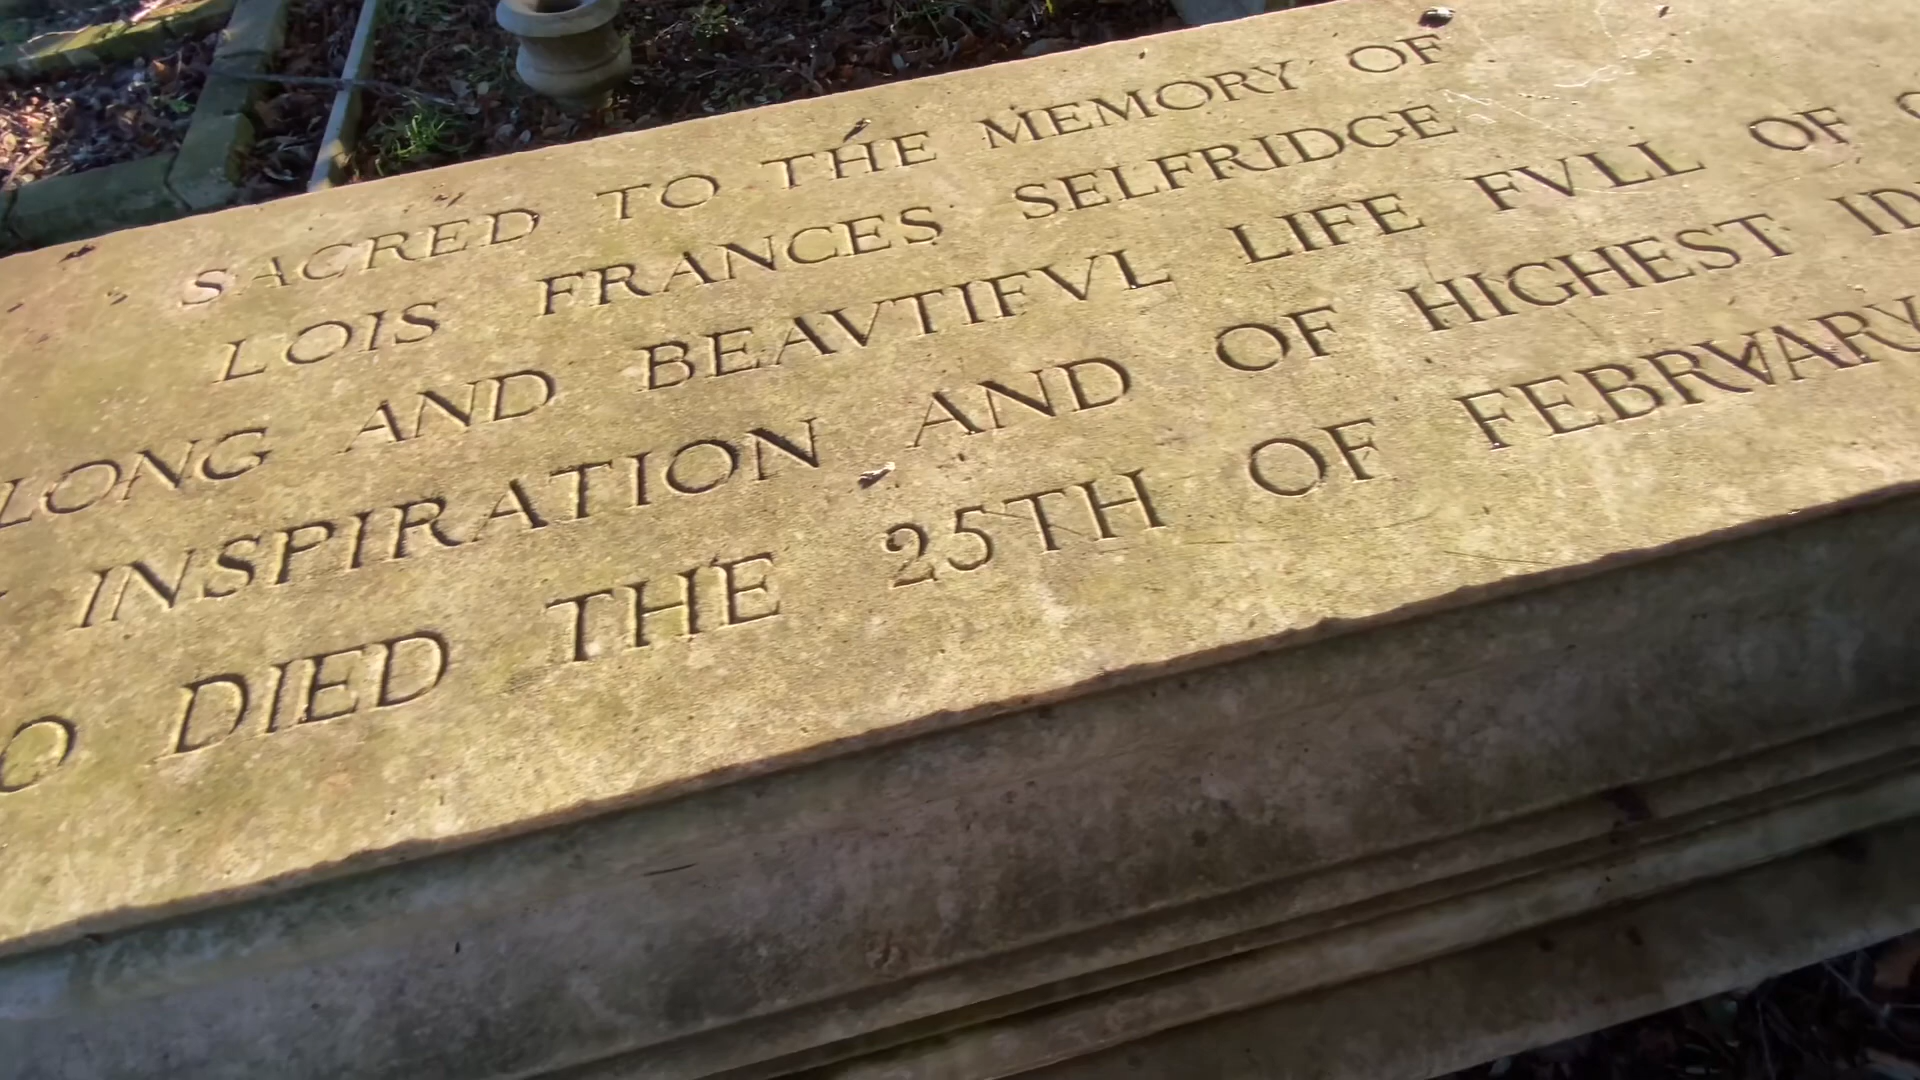 SACRED TO THE MEMORY OF
LOIS FRANCES SELFRIDGE
LONG AND BEAVTIFVL LIFE FVLL OF
INSPIRATION AND OF HIGHEST
DIED THE 25TH OF FEBRVARY